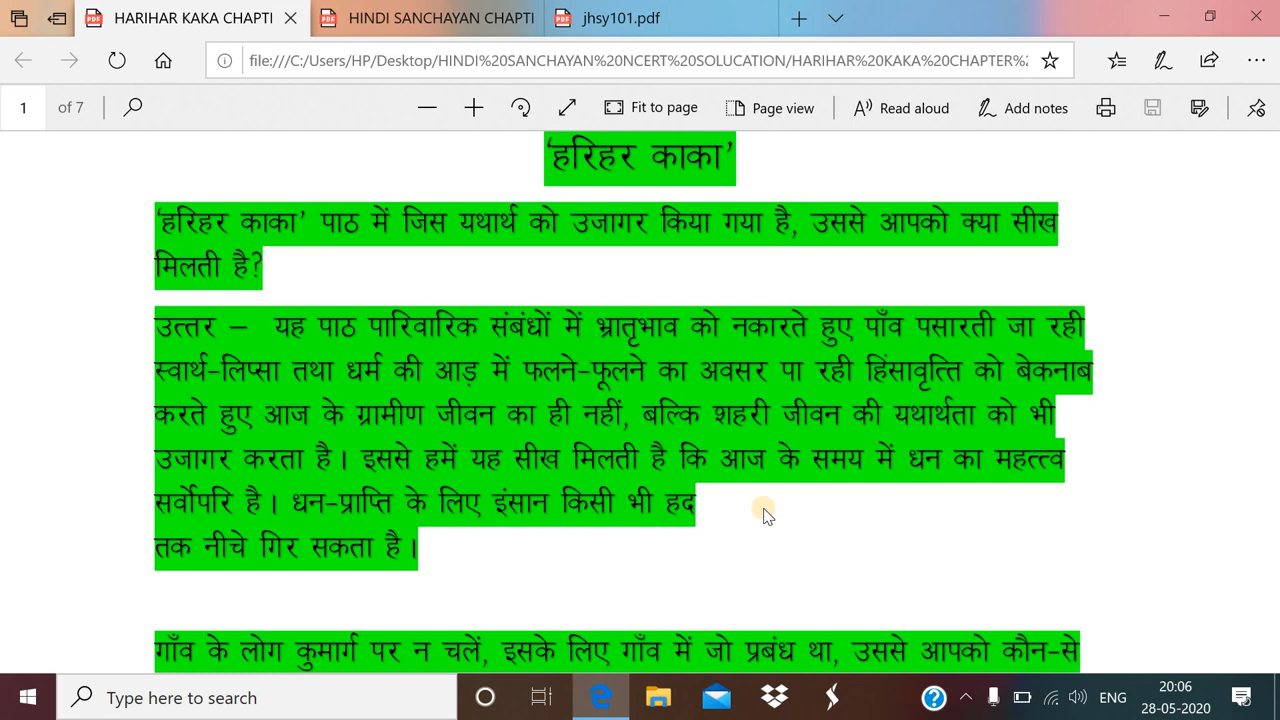 HARIHAR KAKA CHAPTI
HINDI SANCHAYAN CHAPTI
jhsy101.pdf
file:///C:/Users/HP/Desktop/HINDI%20SANCHAYAN%20NCERT%20SOLUCATION/HARIHAR%20KAKA%20CHAPTER%2
1 of 7
Fit to page
Page view
Read aloud
Add notes
‘हरिहर काका’
‘हरिहर काका’ पाठ में जिस यथार्थ को उजागर किया गया है, उससे आपको क्या सीख
मिलती है?
उत्तर – यह पाठ पारिवारिक संबंधों में भ्रातृभाव को नकारते हुए पाँव पसारती जा रही
स्वार्थ-लिप्सा तथा धर्म की आड़ में फलने-फूलने का अवसर पा रही हिंसावृत्ति को बेकनाब
करते हुए आज के ग्रामीण जीवन का ही नहीं, बल्कि शहरी जीवन की यथार्थता को भी
उजागर करता है। इससे हमें यह सीख मिलती है कि आज के समय में धन का महत्त्व
सर्वोपरि है। धन-प्राप्ति के लिए इंसान किसी भी हद
तक नीचे गिर सकता है।
गाँव के लोग कुमार्ग पर न चलें, इसके लिए गाँव में जो प्रबंध था, उससे आपको कौन-से
Type here to search
ENG
20:06
28-05-2020